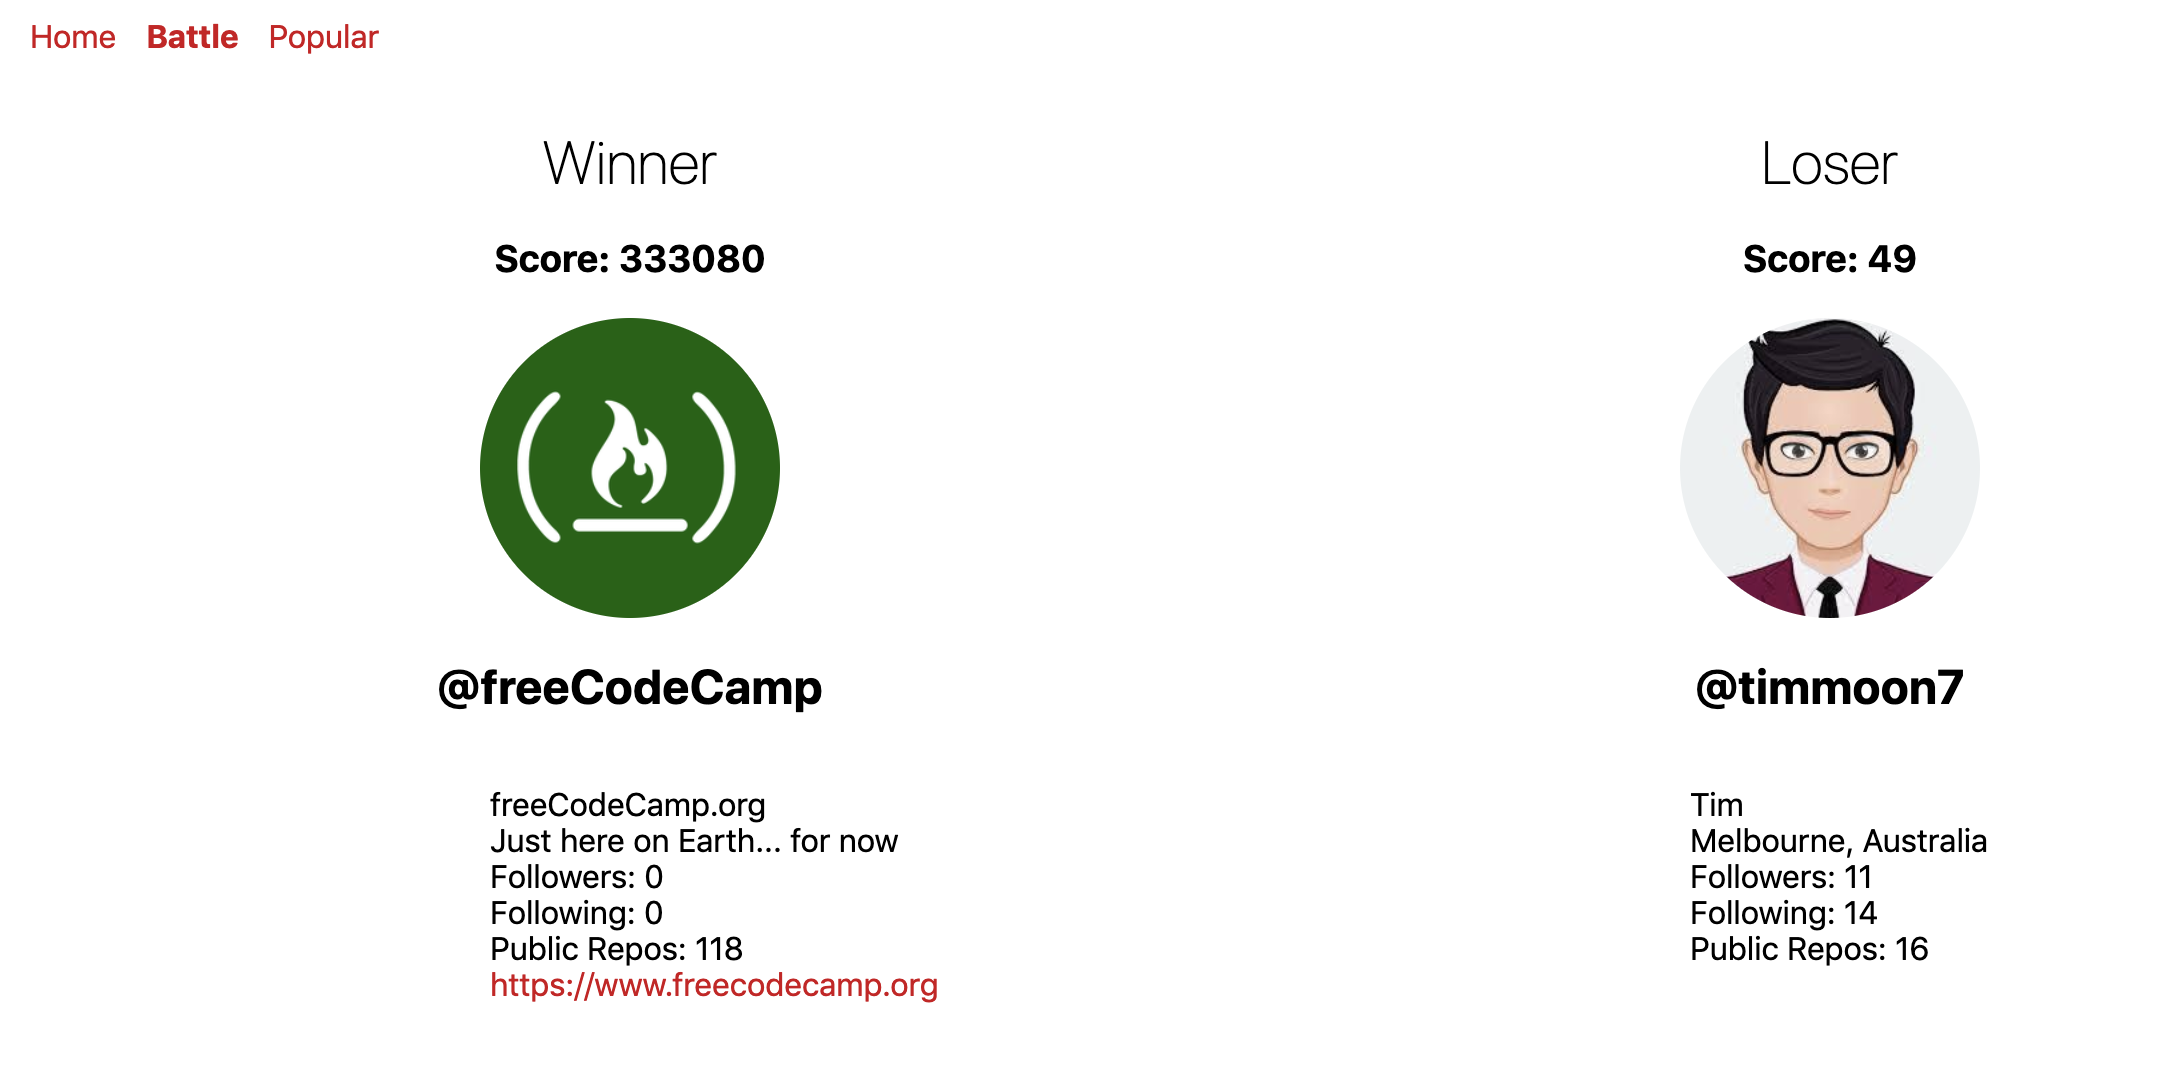 Home Battle Popular
Winner
Score: 333080
@freeCodeCamp
freeCodeCamp.org
Just here on Earth... for now
Followers: 0
Following: 0
Public Repos: 118
https://www.freecodecamp.org
Loser
Score: 49
@timmoon7
Tim
Melbourne, Australia
Followers: 11
Following: 14
Public Repos: 16